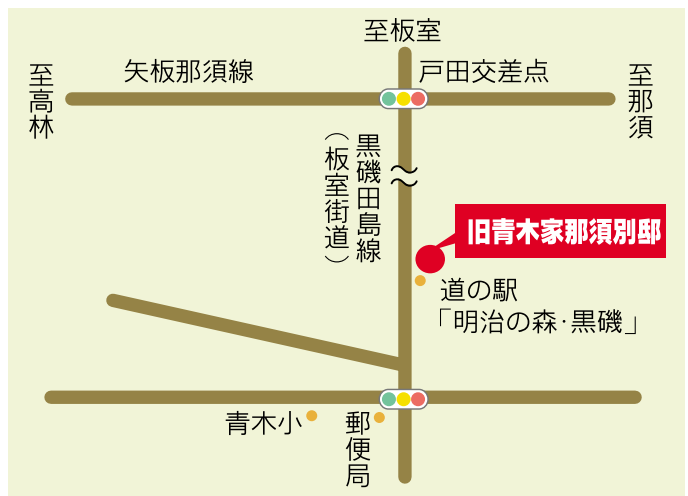 至板室
矢板那須線
戸田交差点
至高林
至那須
黒磯田島線
（板室街道）
旧青木家那須別邸
道の駅
「明治の森・黒磯」
青木小
郵便局